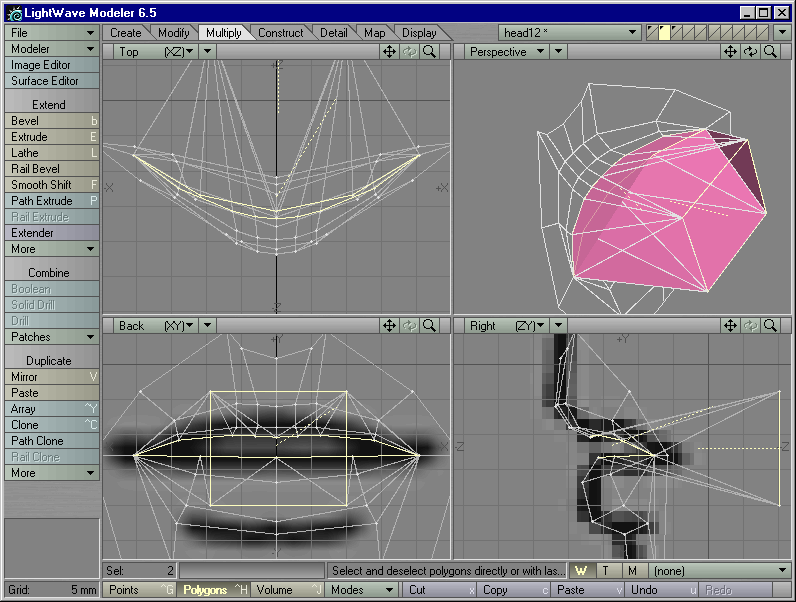 LightWave Modeler 6.5
File Create Modify Multiply Construct Detail Map Display head12 *
Modeler Top (XZ) Perspective
Image Editor
Surface Editor
Extend
Bevel b
Extrude E
Lathe L
Rail Bevel
Smooth Shift F
Path Extrude P
Rail Extrude
Extender
More
Combine
Boolean
Solid Drill
Drill
Patches
Duplicate
Mirror V
Paste
Array ^Y
Clone ^C
Path Clone
Rail Clone
More
-X +X
Z
Back (XY) Right (ZY)
+Y +Y
-Z Z
-Y
Sel: 2 Select and deselect polygons directly or with las... W T M (none)
Grid: 5 mm Points ^G Polygons ^H Volume ^J Modes Cut x Copy c Paste v Undo u Redo